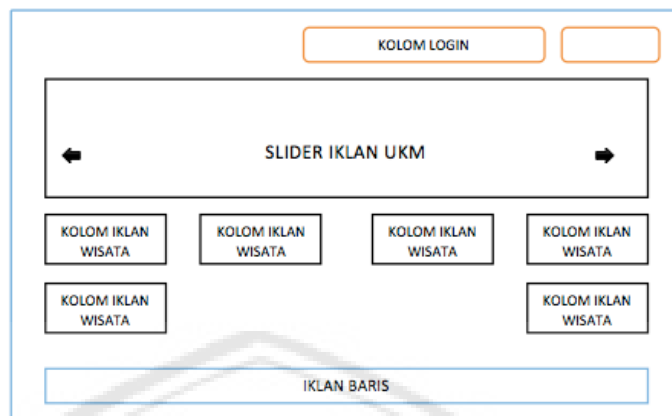 KOLOM LOGIN
SLIDER IKLAN UKM
KOLOM IKLAN
WISATA
KOLOM IKLAN
WISATA
KOLOM IKLAN
WISATA
KOLOM IKLAN
WISATA
KOLOM IKLAN
WISATA
KOLOM IKLAN
WISATA
IKLAN BARIS